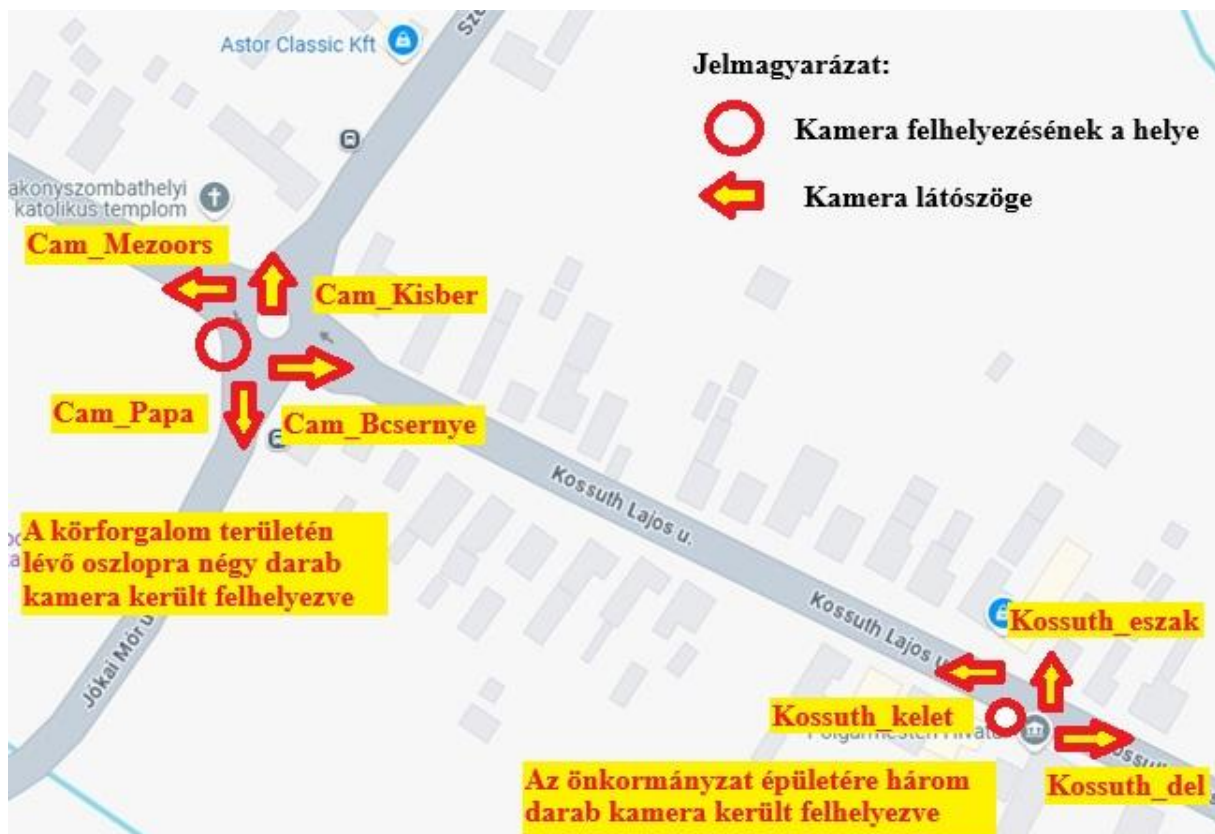 Astor Classic Kft
Jelmagyarázat:
Kamera felhelyezésének a helye
Kamera látószöge
akonyszombathelyi
katolikus templom
Cam_Mezoors
Cam_Kisber
Cam_Papa
Cam_Bcsernye
Kossuth Lajos u.
A körforgalom területén
lévő oszlopra négy darab
kamera került felhelyezve
Jókai Mór u
Kossuth Lajos u
Kossuth_eszak
Kossuth_kelet
Kossuth_del
Az önkormányzat épületére három
darab kamera került felhelyezve